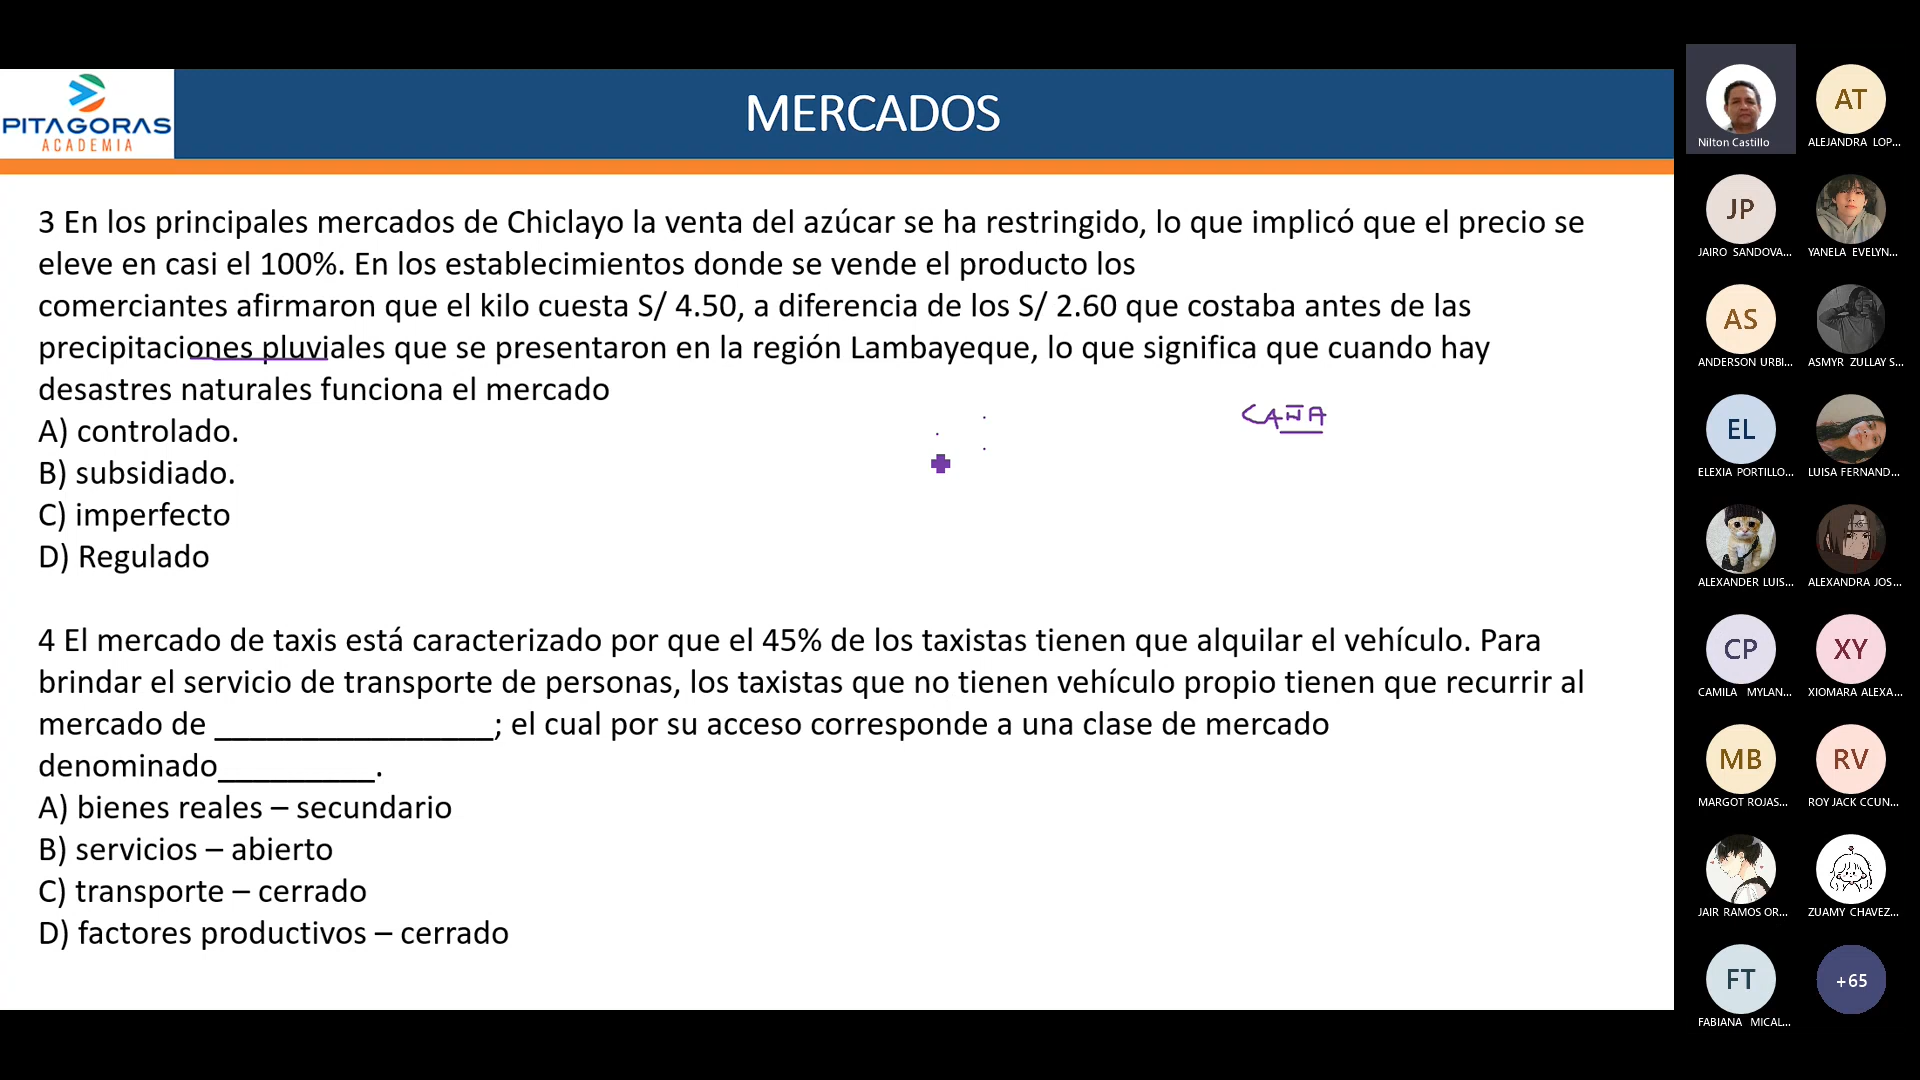 PITAGORAS
ACADEMIA
MERCADOS
3 En los principales mercados de Chiclayo la venta del azúcar se ha restringido, lo que implicó que el precio se
eleve en casi el 100%. En los establecimientos donde se vende el producto los
comerciantes afirmaron que el kilo cuesta S/ 4.50, a diferencia de los S/ 2.60 que costaba antes de las
precipitaciones pluviales que se presentaron en la región Lambayeque, lo que significa que cuando hay
desastres naturales funciona el mercado
CAÑA
A) controlado.
B) subsidiado.
C) imperfecto
D) Regulado
4 El mercado de taxis está caracterizado por que el 45% de los taxistas tienen que alquilar el vehículo. Para
brindar el servicio de transporte de personas, los taxistas que no tienen vehículo propio tienen que recurrir al
mercado de ________________; el cual por su acceso corresponde a una clase de mercado
denominado_________.
A) bienes reales – secundario
B) servicios – abierto
C) transporte – cerrado
D) factores productivos – cerrado
Nilton Castillo
AT
ALEJANDRA LOP...
JP
JAIRO SANDOVA...
YANELA EVELYN...
AS
ANDERSON URBI...
ASMYR ZULLAY S...
EL
ELEXIA PORTILLO...
LUISA FERNAND...
ALEXANDER LUIS...
ALEXANDRA JOS...
CP
CAMILA MYLAN...
XY
XIOMARA ALEXA...
MB
MARGOT ROJAS...
RV
ROY JACK CCUN...
JAIR RAMOS OR...
ZUAMY CHAVEZ...
FT
FABIANA MICAL...
+65